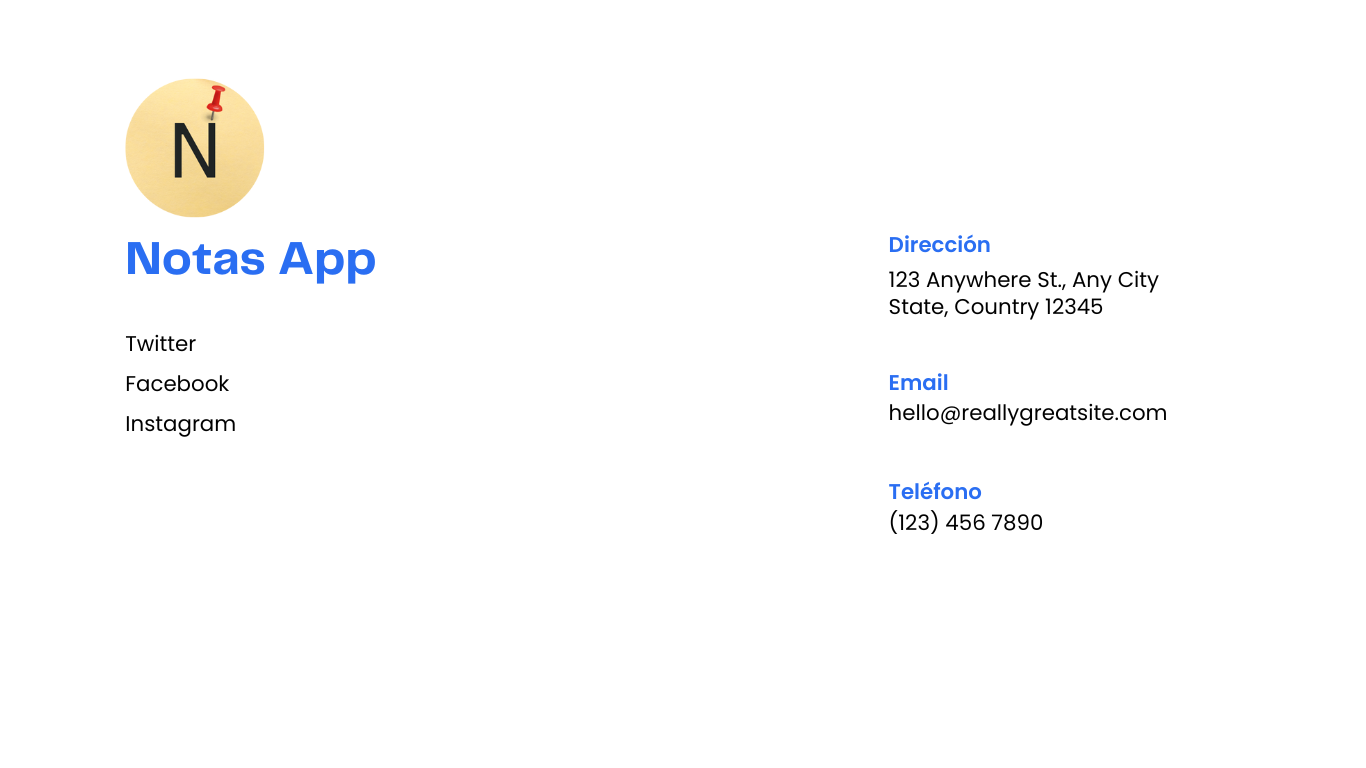 N
Notas App
Twitter
Facebook
Instagram
Dirección
123 Anywhere St., Any City
State, Country 12345
Email
hello@reallygreatsite.com
Teléfono
(123) 456 7890